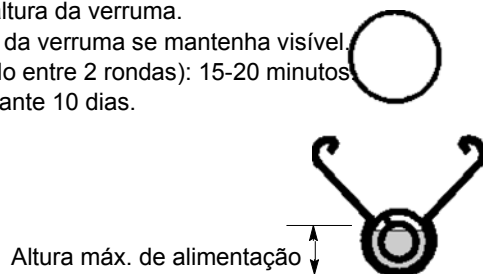 altura da verruma.
da verruma se mantenha visível.
o entre 2 rondas): 15-20 minutos.
ante 10 dias.
Altura máx. de alimentação